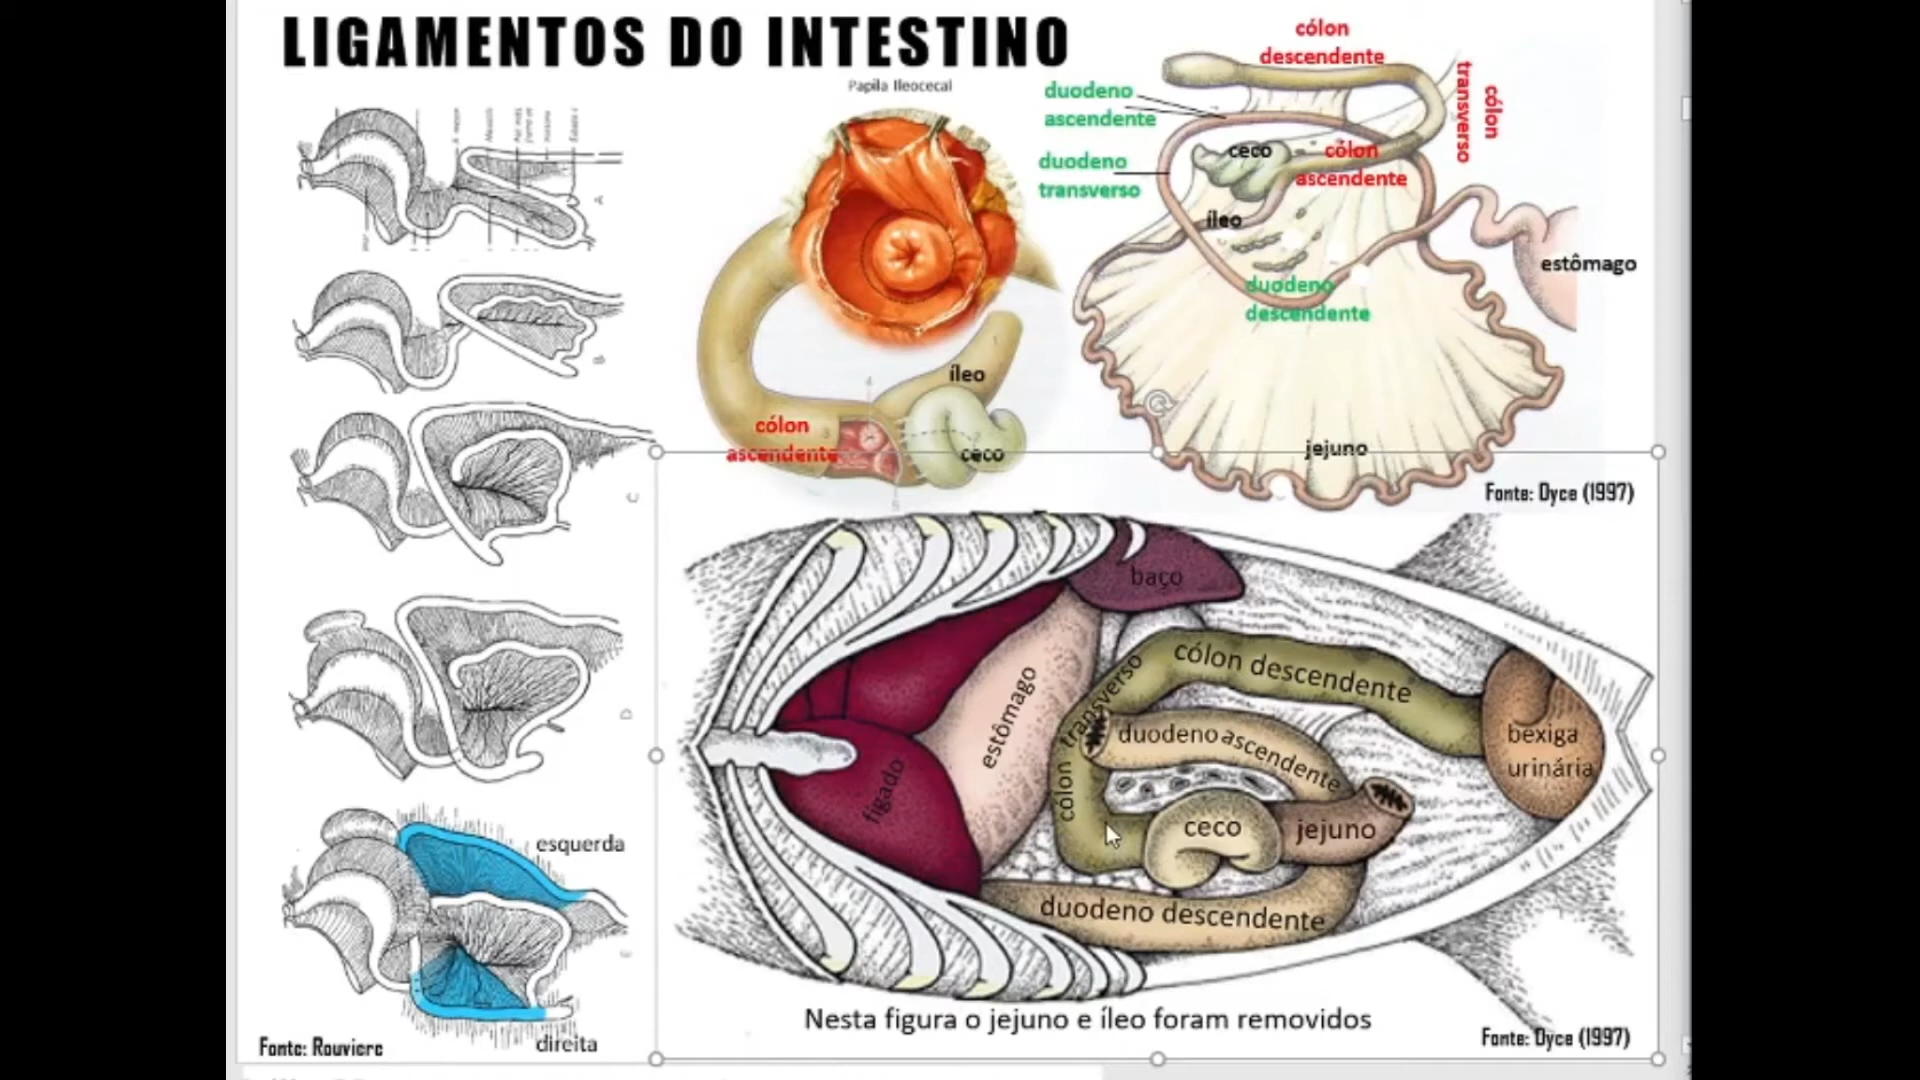 LIGAMENTOS DO INTESTINO
Papila Ileocecal
cólon
descendente
cólon
transverso
duodeno
ascendente
duodeno
transverso
ceco
cólon
ascendente
íleo
estômago
duodeno
descendente
jejuno
Fonte: Dyce (1997)
íleo
cólon
ascendente
ceco
A
B
C
D
E
esquerda
direita
Fonte: Rouviere
baço
cólon descendente
cólon transverso
estômago
duodeno ascendente
bexiga
urinária
fígado
ceco
jejuno
duodeno descendente
Nesta figura o jejuno e íleo foram removidos
Fonte: Dyce (1997)